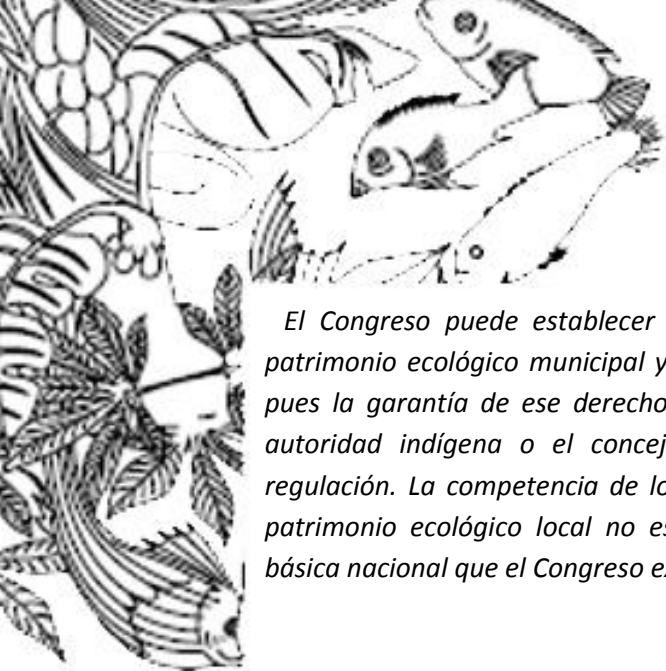 El Congreso puede establecer
patrimonio ecológico municipal y
pues la garantía de ese derecho
autoridad indígena o el concej
regulación. La competencia de lo
patrimonio ecológico local no es
básica nacional que el Congreso ex